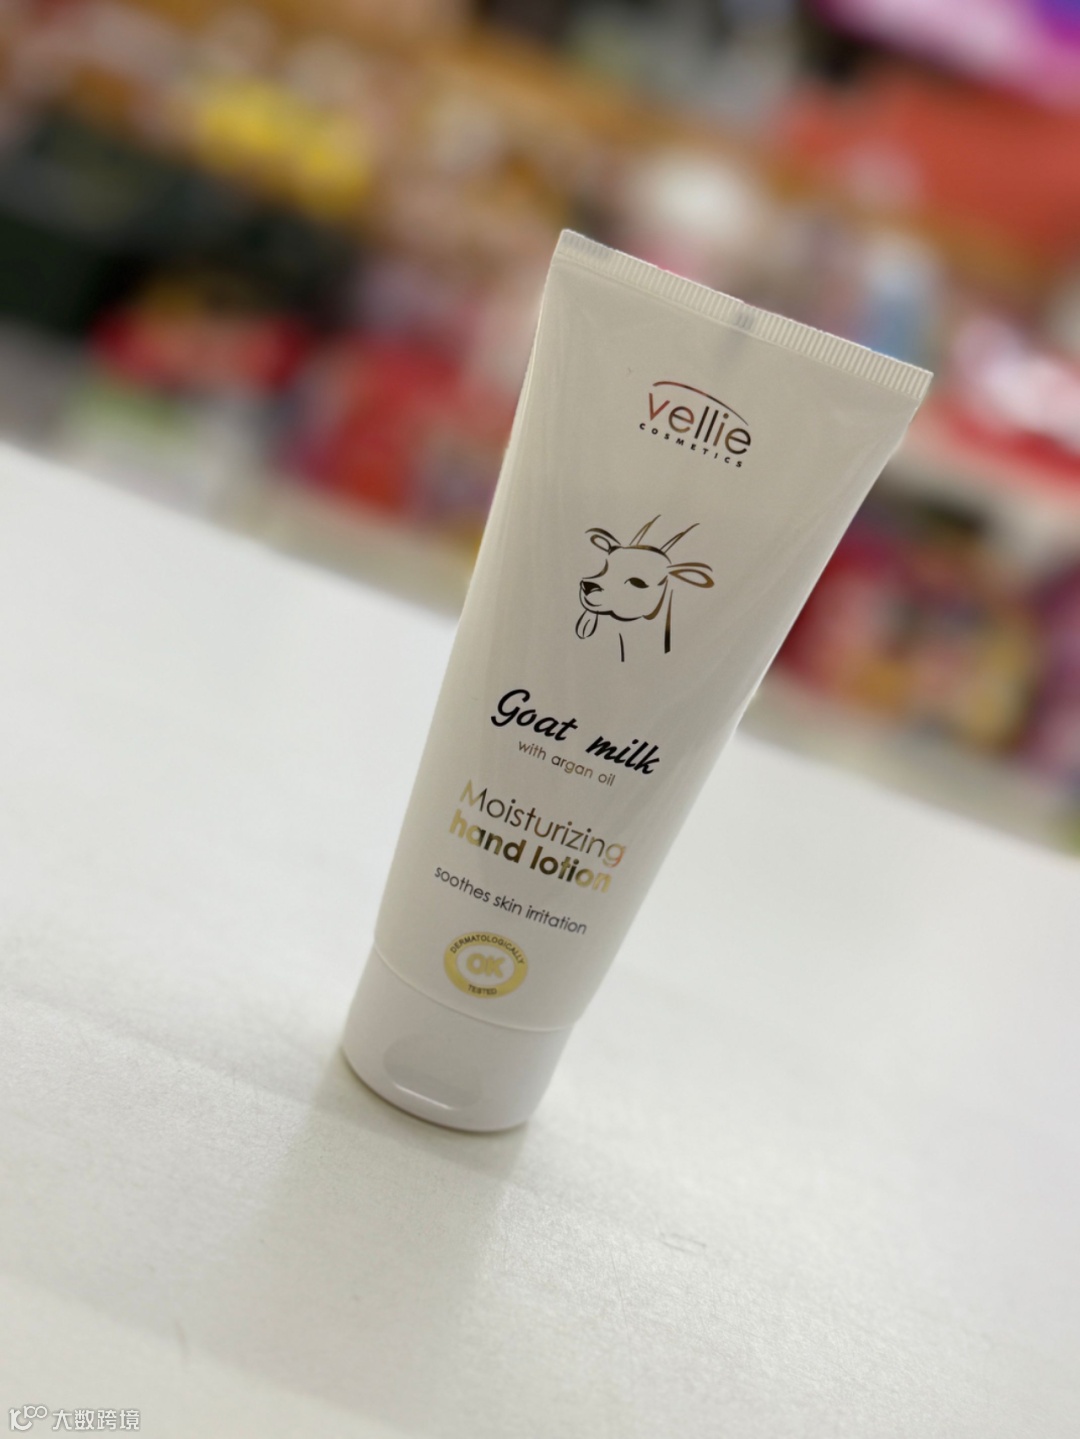 vellie
COSMETICS
Goat milk
with argan oil
Moisturizing
hand lotion
soothes skin irritation
DERMATOLOGICALLY
OK
TESTED
大数跨境